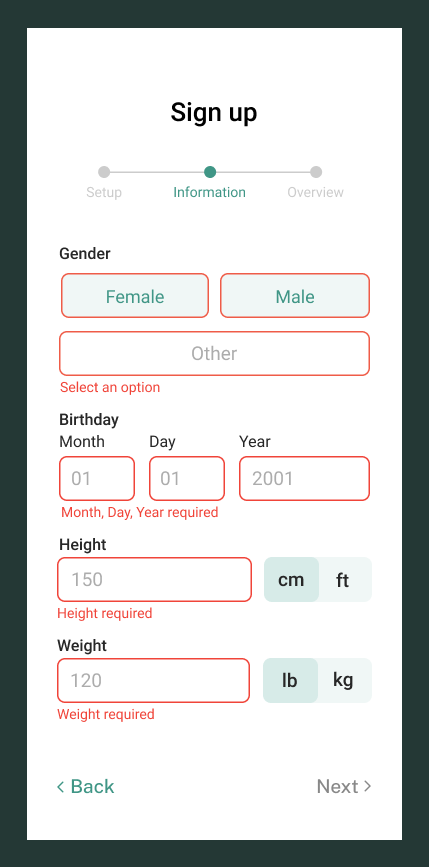 Sign up
Setup Information Overview
Gender
Female Male
Other
Select an option
Birthday
Month Day Year
01 01 2001
Month, Day, Year required
Height
150 cm ft
Height required
Weight
120 lb kg
Weight required
< Back Next >